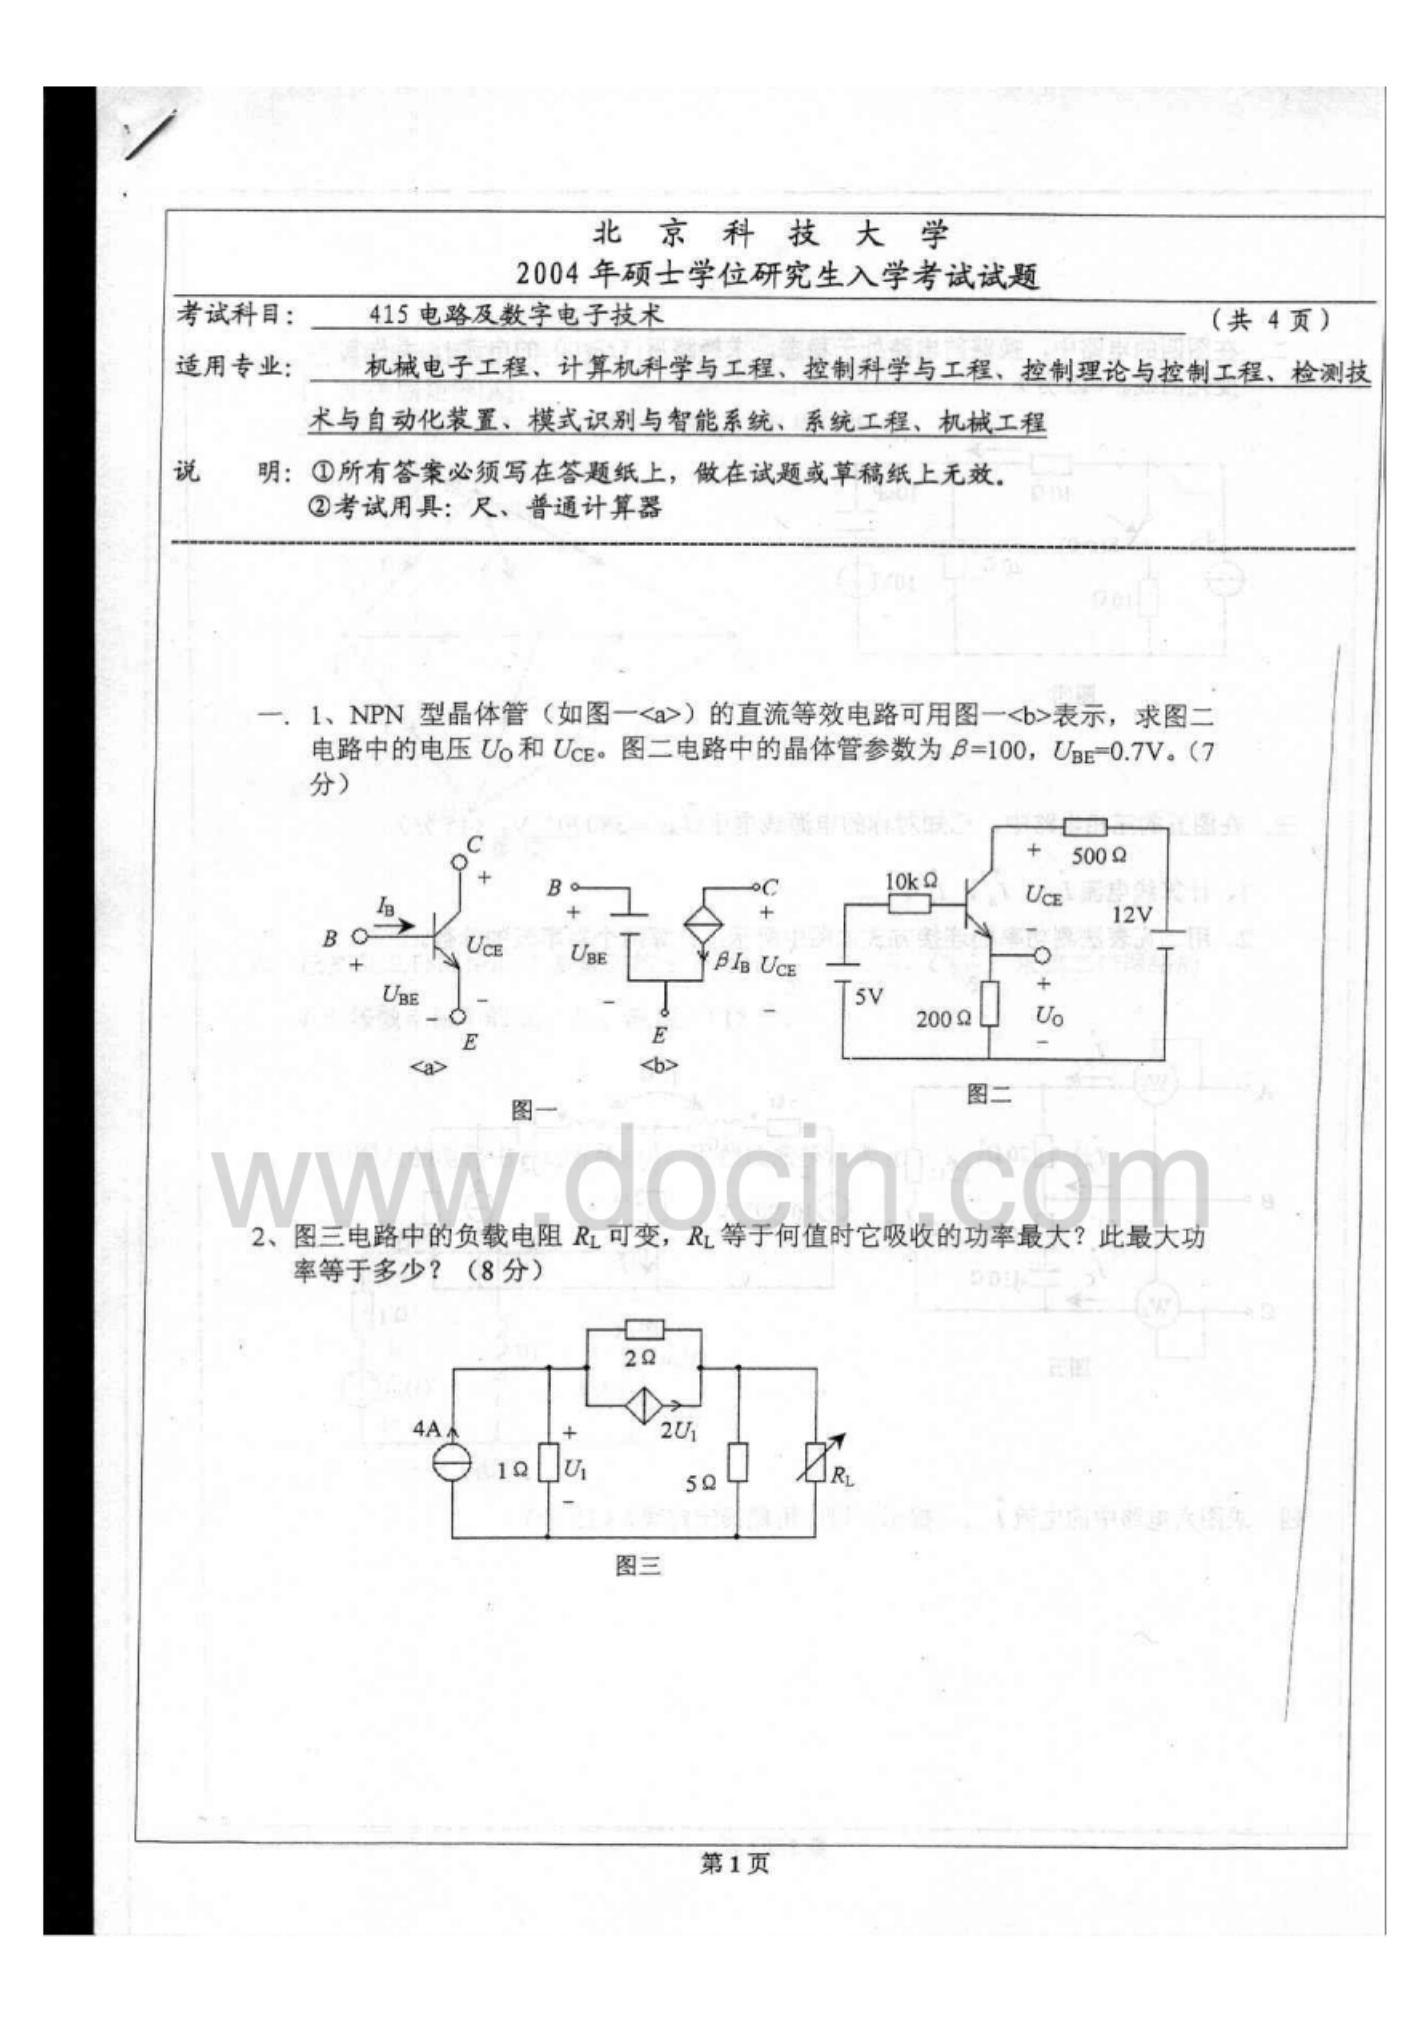 北 京 科 技 大 学
2004 年硕士学位研究生入学考试试题
考试科目： 415 电路及数字电子技术 （共 4 页）
适用专业： 机械电子工程、计算机科学与工程、控制科学与工程、控制理论与控制工程、检测技
术与自动化装置、模式识别与智能系统、系统工程、机械工程
说 明：①所有答案必须写在答题纸上，做在试题或草稿纸上无效。
②考试用具：尺、普通计算器
一. 1、NPN 型晶体管（如图一<a>）的直流等效电路可用图一<b>表示，求图二
电路中的电压 UO和 UCE。图二电路中的晶体管参数为 β=100，UBE=0.7V。（7
分）
C
+
IB
B
UCE
+
UBE
−
−
E
<a>
B
C
+
+
UBE
βIB
UCE
−
−
E
<b>
图一
+
500Ω
10kΩ
UCE
12V
−
5V
+
200Ω
UO
−
图二
www.docin.com
2、图三电路中的负载电阻 RL 可变，RL 等于何值时它吸收的功率最大？此最大功
率等于多少？（8 分）
2Ω
4A
+
2U1
1Ω
U1
5Ω
RL
−
图三
第 1 页